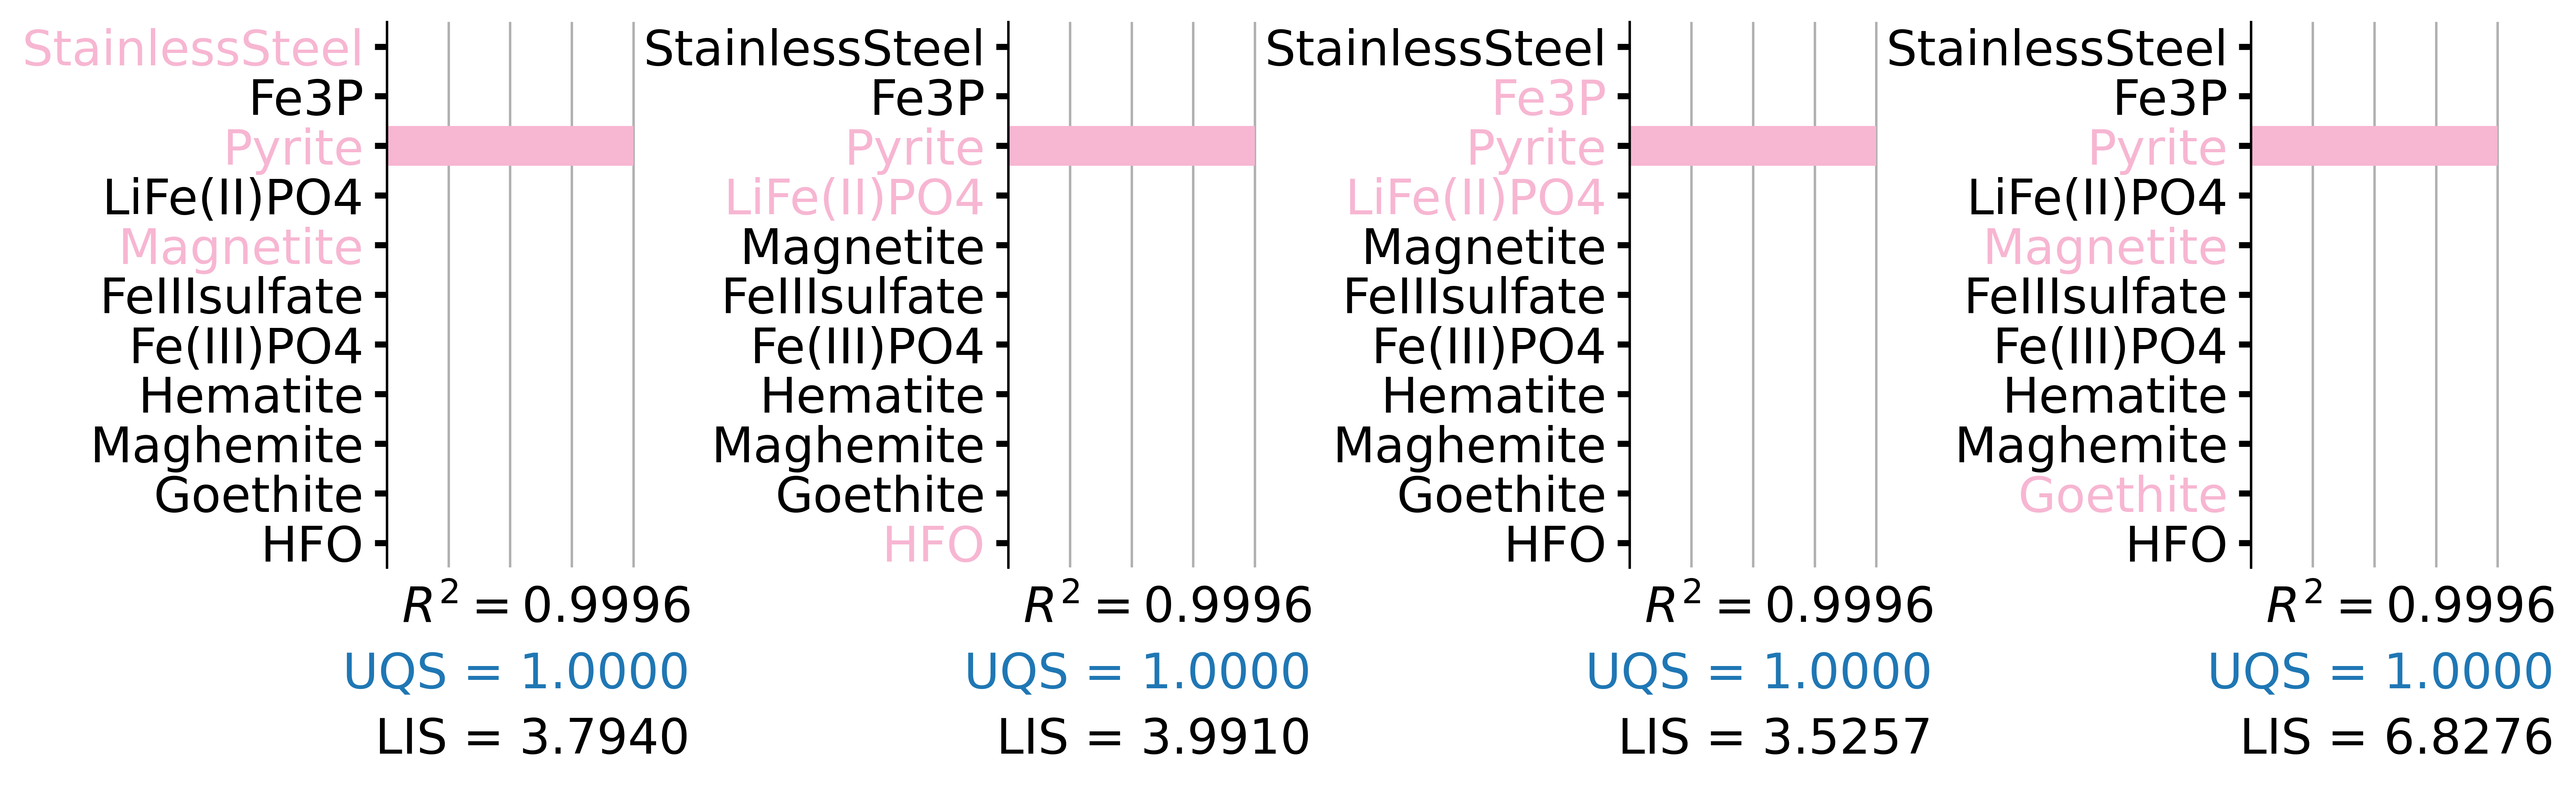 StainlessSteel
Fe3P
Pyrite
LiFe(II)PO4
Magnetite
FeIIIsulfate
Fe(III)PO4
Hematite
Maghemite
Goethite
HFO
R² = 0.9996
UQS = 1.0000
LIS = 3.7940
StainlessSteel
Fe3P
Pyrite
LiFe(II)PO4
Magnetite
FeIIIsulfate
Fe(III)PO4
Hematite
Maghemite
Goethite
HFO
R² = 0.9996
UQS = 1.0000
LIS = 3.9910
StainlessSteel
Fe3P
Pyrite
LiFe(II)PO4
Magnetite
FeIIIsulfate
Fe(III)PO4
Hematite
Maghemite
Goethite
HFO
R² = 0.9996
UQS = 1.0000
LIS = 3.5257
StainlessSteel
Fe3P
Pyrite
LiFe(II)PO4
Magnetite
FeIIIsulfate
Fe(III)PO4
Hematite
Maghemite
Goethite
HFO
R² = 0.9996
UQS = 1.0000
LIS = 6.8276